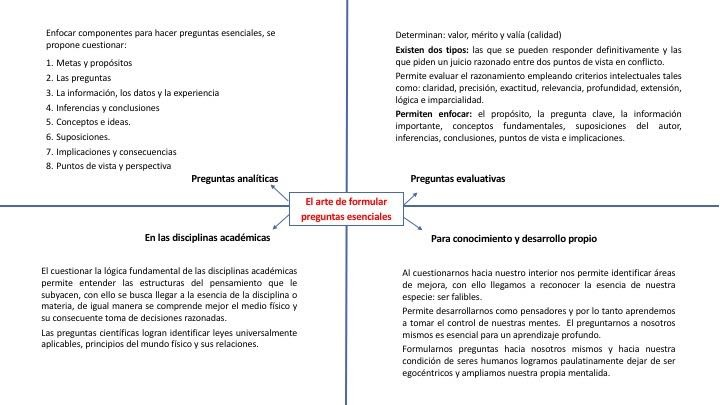 Enfocar componentes para hacer preguntas esenciales, se
propone cuestionar:
1. Metas y propósitos
2. Las preguntas
3. La información, los datos y la experiencia
4. Inferencias y conclusiones
5. Conceptos e ideas.
6. Suposiciones.
7. Implicaciones y consecuencias
8. Puntos de vista y perspectiva
Preguntas analíticas
Determinan: valor, mérito y valía (calidad)
Existen dos tipos: las que se pueden responder definitivamente y las
que piden un juicio razonado entre dos puntos de vista en conflicto.
Permite evaluar el razonamiento empleando criterios intelectuales tales
como: claridad, precisión, exactitud, relevancia, profundidad, extensión,
lógica e imparcialidad.
Permiten enfocar: el propósito, la pregunta clave, la información
importante, conceptos fundamentales, suposiciones del autor,
inferencias, conclusiones, puntos de vista e implicaciones.
Preguntas evaluativas
El arte de formular
preguntas esenciales
En las disciplinas académicas
El cuestionar la lógica fundamental de las disciplinas académicas
permite entender las estructuras del pensamiento que le
subyacen, con ello se busca llegar a la esencia de la disciplina o
materia, de igual manera se comprende mejor el medio físico y
su consecuente toma de decisiones razonadas.
Las preguntas científicas logran identificar leyes universalmente
aplicables, principios del mundo físico y sus relaciones.
Para conocimiento y desarrollo propio
Al cuestionarnos hacia nuestro interior nos permite identificar áreas
de mejora, con ello llegamos a reconocer la esencia de nuestra
especie: ser falibles.
Permite desarrollarnos como pensadores y por lo tanto aprendemos
a tomar el control de nuestras mentes. El preguntarnos a nosotros
mismos es esencial para un aprendizaje profundo.
Formularnos preguntas hacia nosotros mismos y hacia nuestra
condición de seres humanos logramos paulatinamente dejar de ser
egocéntricos y ampliamos nuestra propia mentalidad.